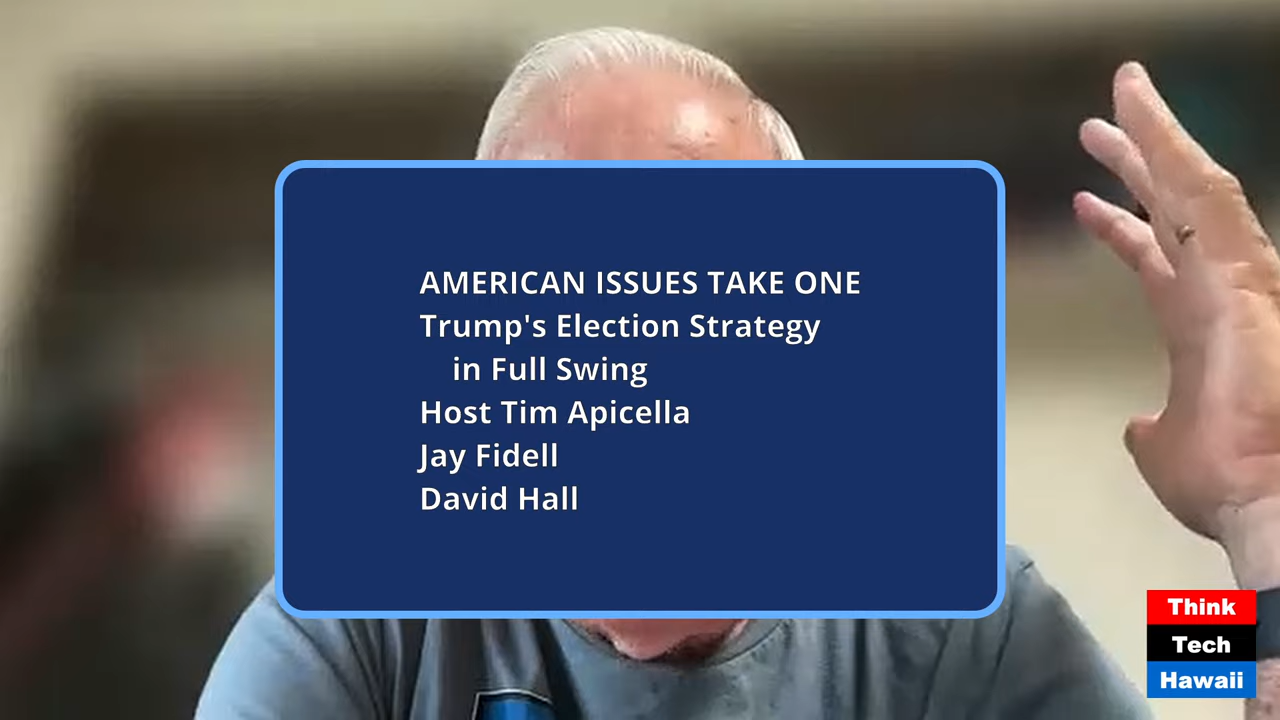 AMERICAN ISSUES TAKE ONE
Trump's Election Strategy
in Full Swing
Host Tim Apicella
Jay Fidell
David Hall
Think
Tech
Hawaii